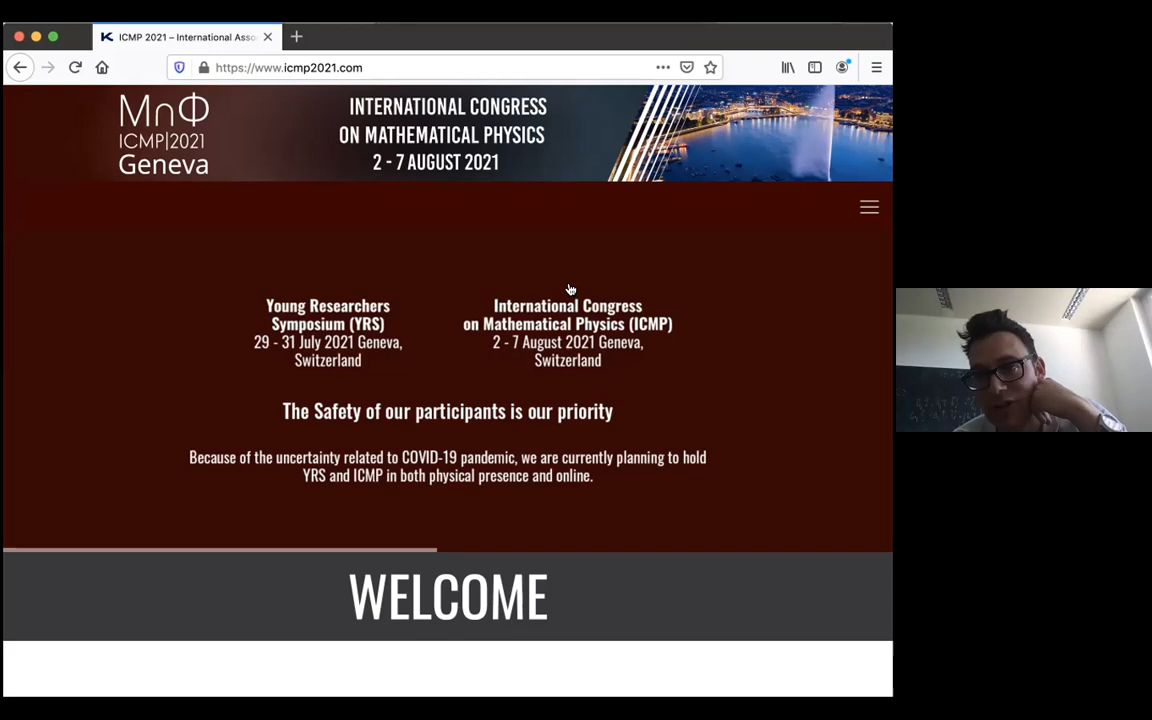 ICMP 2021 – International Asso
https://www.icmp2021.com
MΠΦ
ICMP|2021
Geneva
INTERNATIONAL CONGRESS
ON MATHEMATICAL PHYSICS
2 - 7 AUGUST 2021
Young Researchers
Symposium (YRS)
29 - 31 July 2021 Geneva,
Switzerland
International Congress
on Mathematical Physics (ICMP)
2 - 7 August 2021 Geneva,
Switzerland
The Safety of our participants is our priority
Because of the uncertainty related to COVID-19 pandemic, we are currently planning to hold
YRS and ICMP in both physical presence and online.
WELCOME